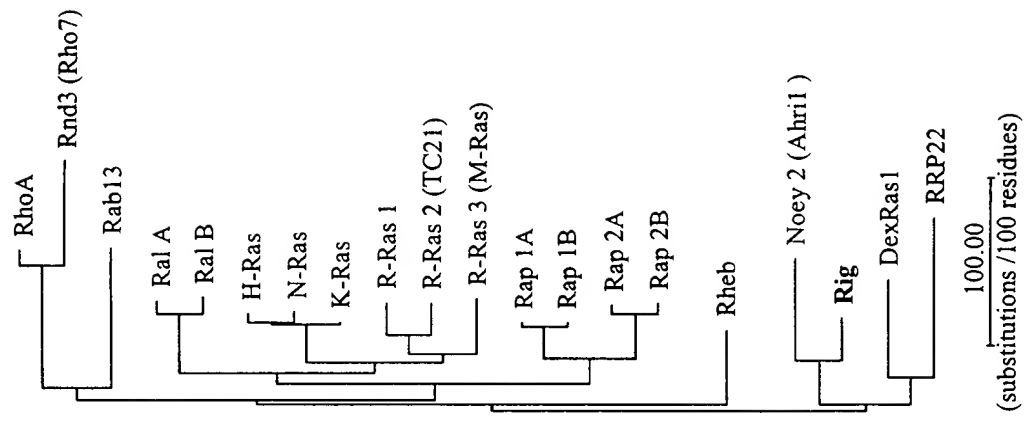 RhoA
Rnd3 (Rho7)
Rab13
Ral A
Ral B
H-Ras
N-Ras
K-Ras
R-Ras 1
R-Ras 2 (TC21)
R-Ras 3 (M-Ras)
Rap 1A
Rap 1B
Rap 2A
Rap 2B
Rheb
Noey 2 (Ahri1 )
Rig
DexRas1
RRP22
100.00
(substitutions /100 residues)